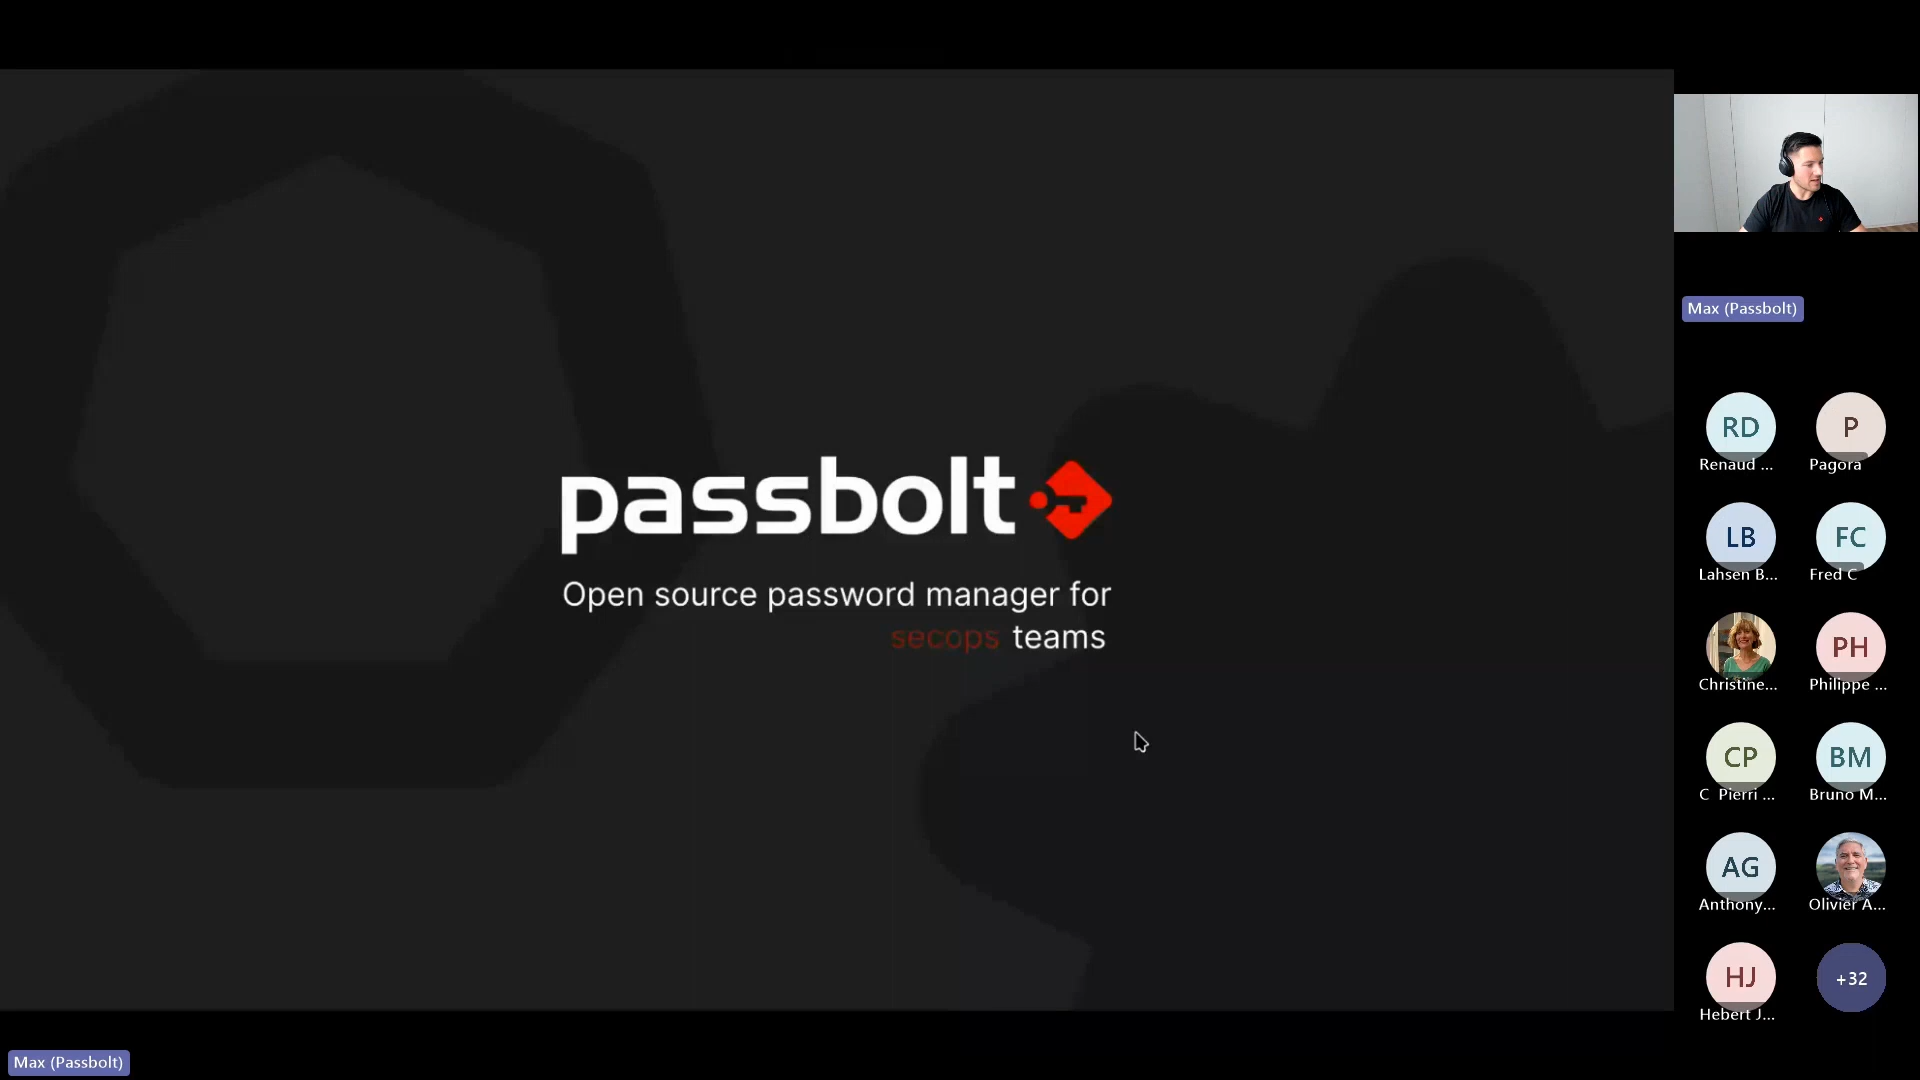 passbolt
Open source password manager for
secops teams
Max (Passbolt)
RD
Renaud ...
P
Pagora
LB
Lahsen B...
FC
Fred C
Christine...
PH
Philippe ...
CP
C Pierri ...
BM
Bruno M...
AG
Anthony...
Olivier A...
HJ
Hebert J...
+32
Max (Passbolt)